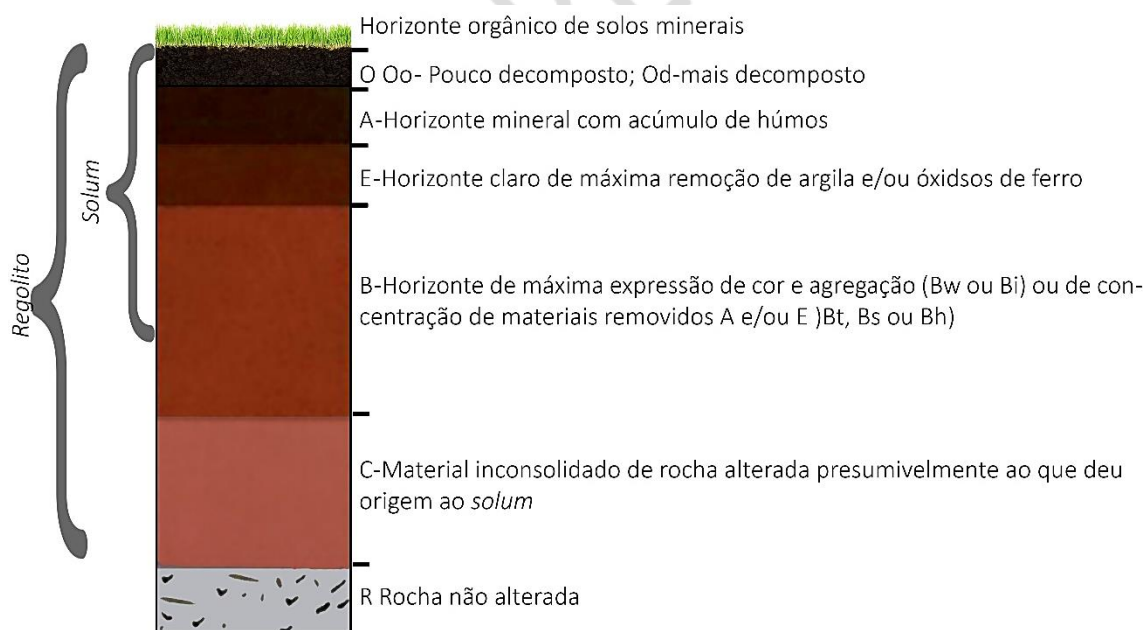 Horizonte orgânico de solos minerais
O Oo- Pouco decomposto; Od-mais decomposto
A-Horizonte mineral com acúmulo de húmos
E-Horizonte claro de máxima remoção de argila e/ou óxidsos de ferro
B-Horizonte de máxima expressão de cor e agregação (Bw ou Bi) ou de con-
centração de materiais removidos A e/ou E )Bt, Bs ou Bh)
C-Material inconsolidado de rocha alterada presumivelmente ao que deu
origem ao solum
R Rocha não alterada
Solum
Regolito